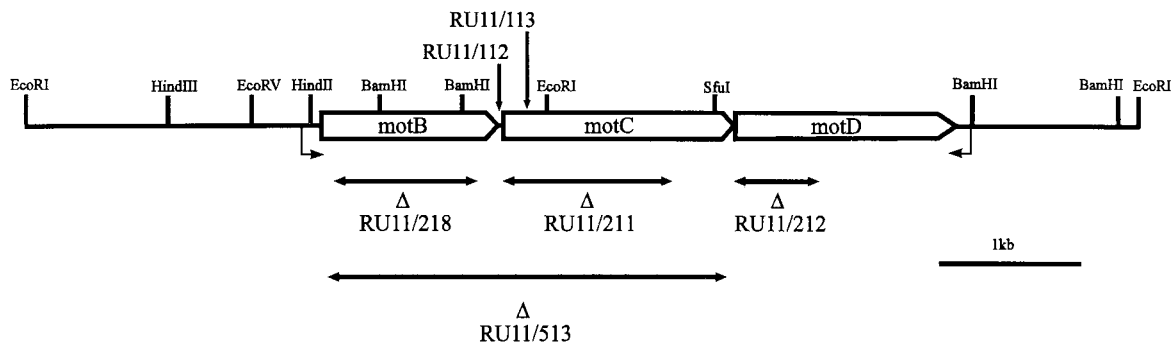 RU11/113
RU11/112
EcoRI HindIII EcoRV HindII BamHI BamHI EcoRI SfuI BamHI BamHI EcoRI
motB motC motD
Δ Δ Δ
RU11/218 RU11/211 RU11/212
1kb
Δ
RU11/513